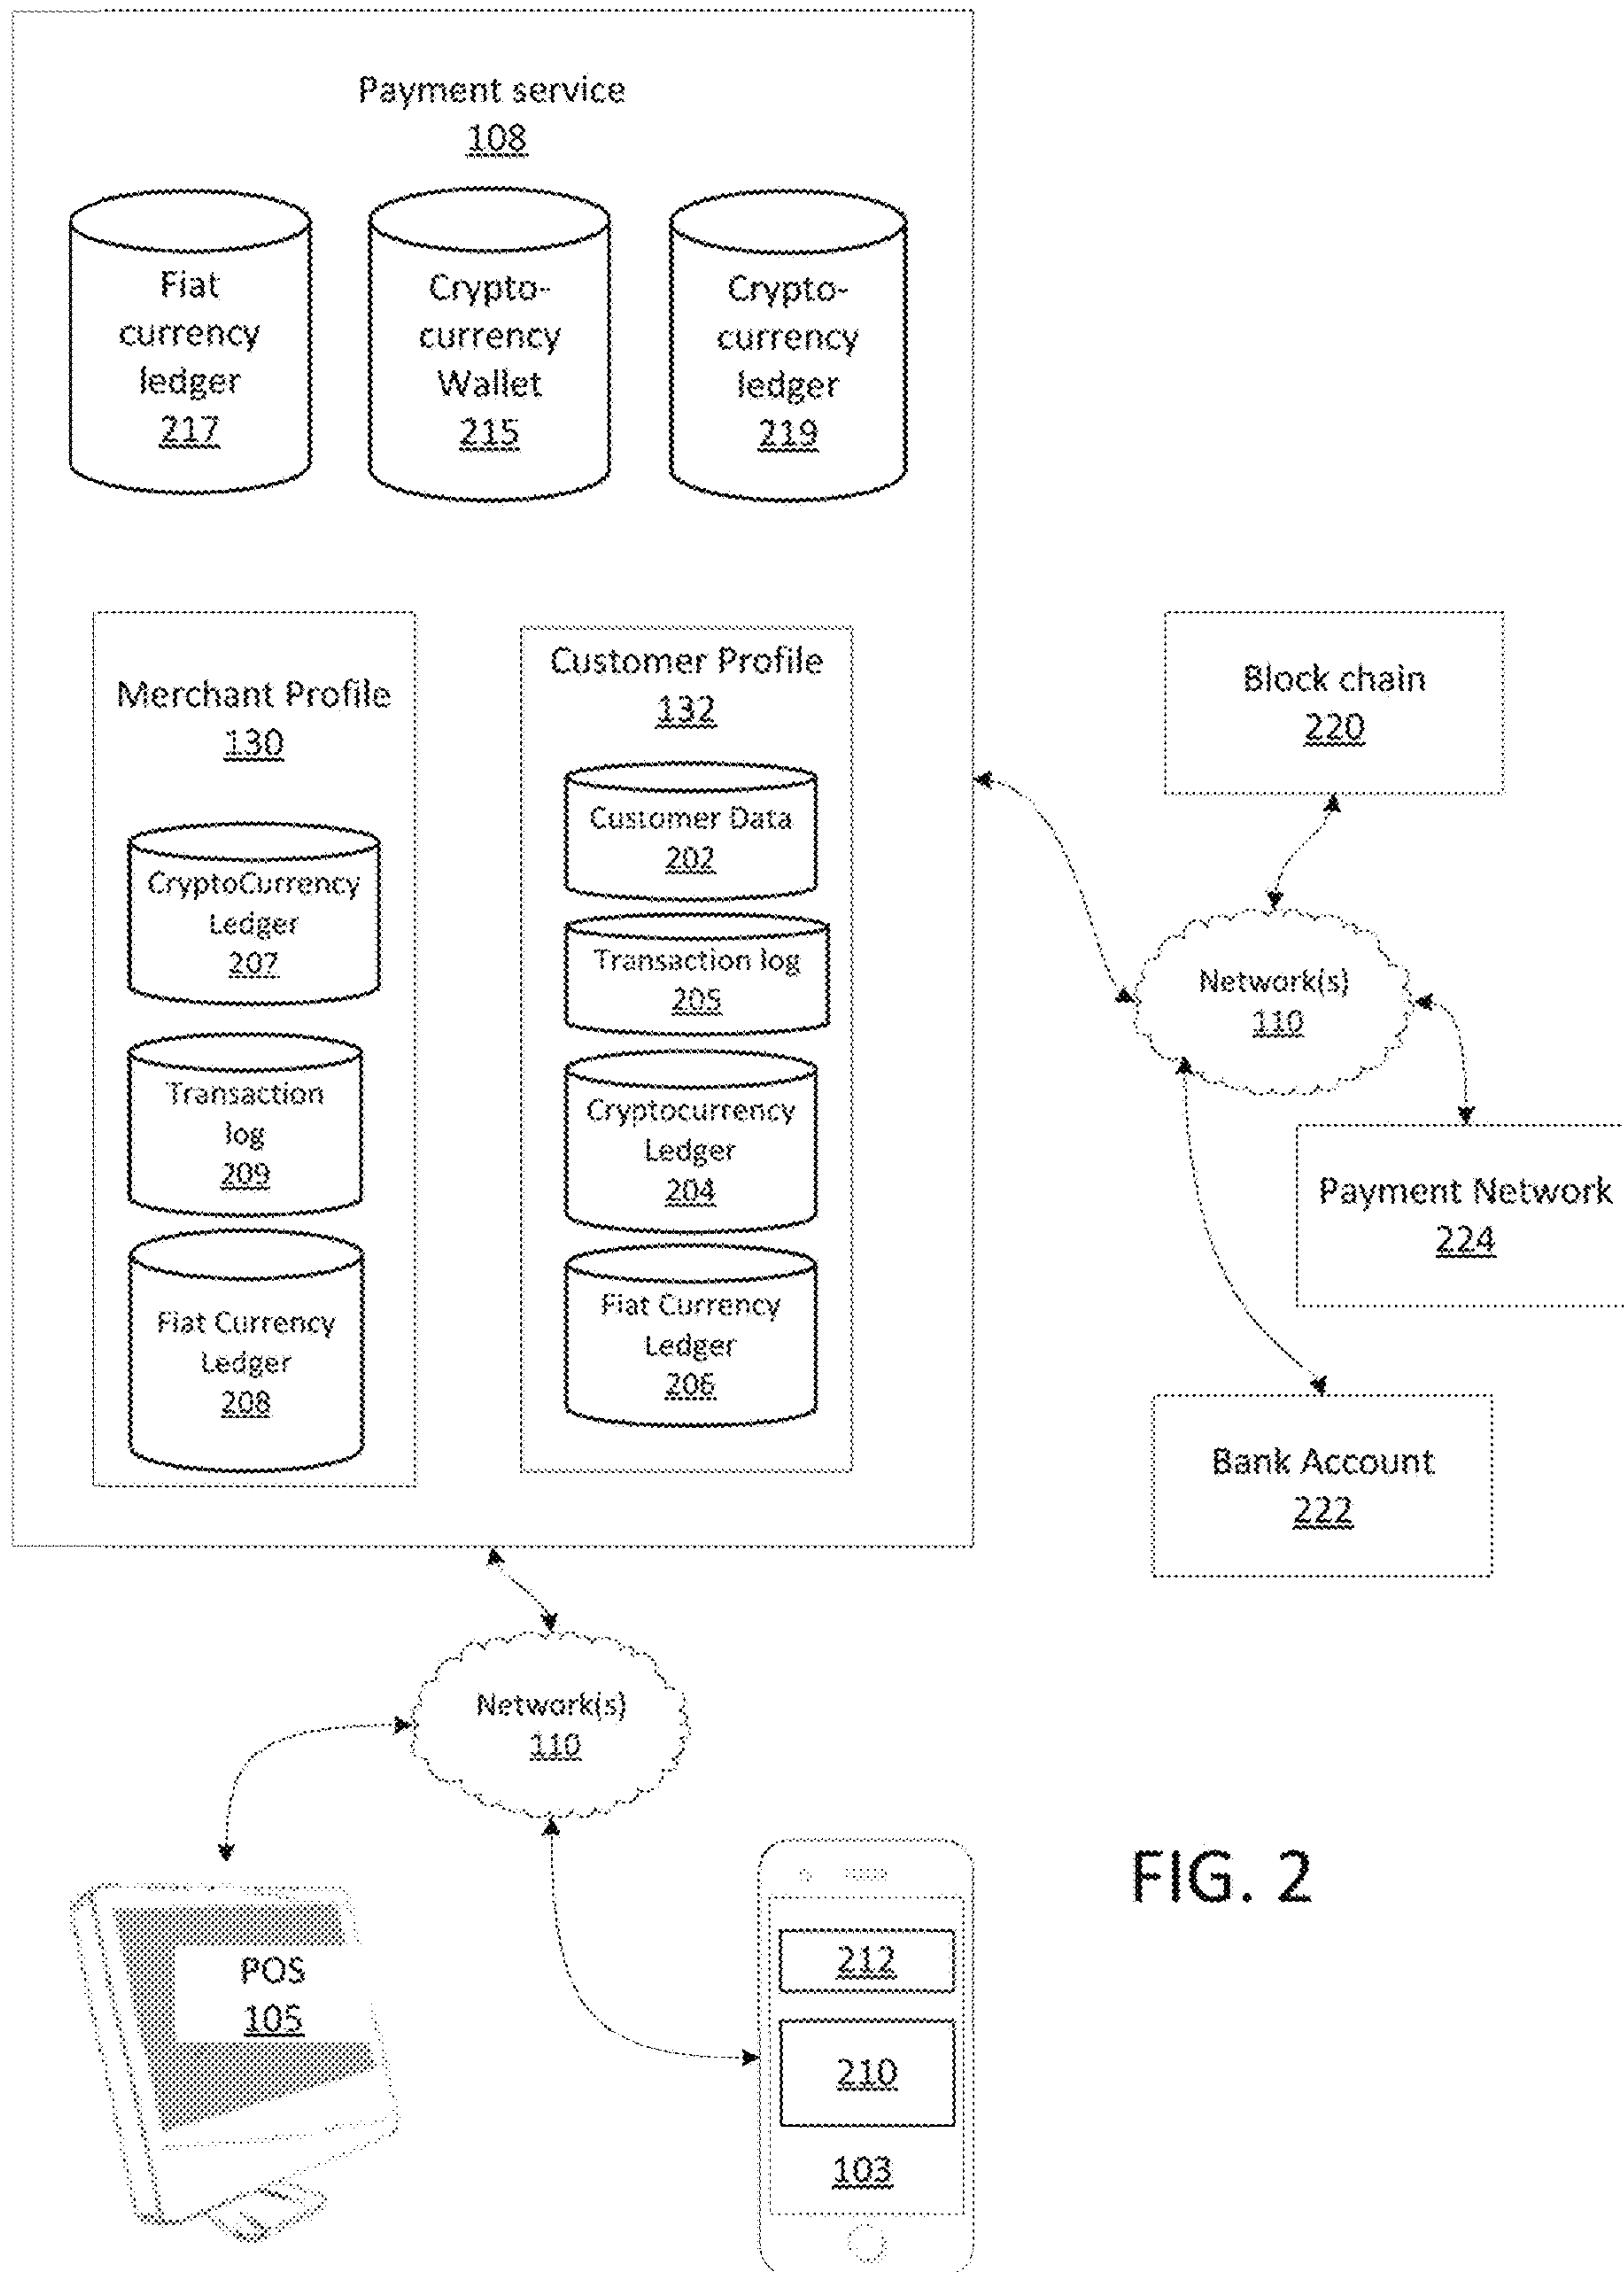 Payment service
108
Fiat
currency
ledger
217
Crypto-
currency
Wallet
215
Crypto-
currency
ledger
219
Merchant Profile
130
CryptoCurrency
Ledger
207
Transaction
log
209
Fiat Currency
Ledger
208
Customer Profile
132
Customer Data
202
Transaction log
205
Cryptocurrency
Ledger
204
Fiat Currency
Ledger
206
Block chain
220
Network(s)
110
Payment Network
224
Bank Account
222
Network(s)
110
POS
105
212
210
103
FIG. 2